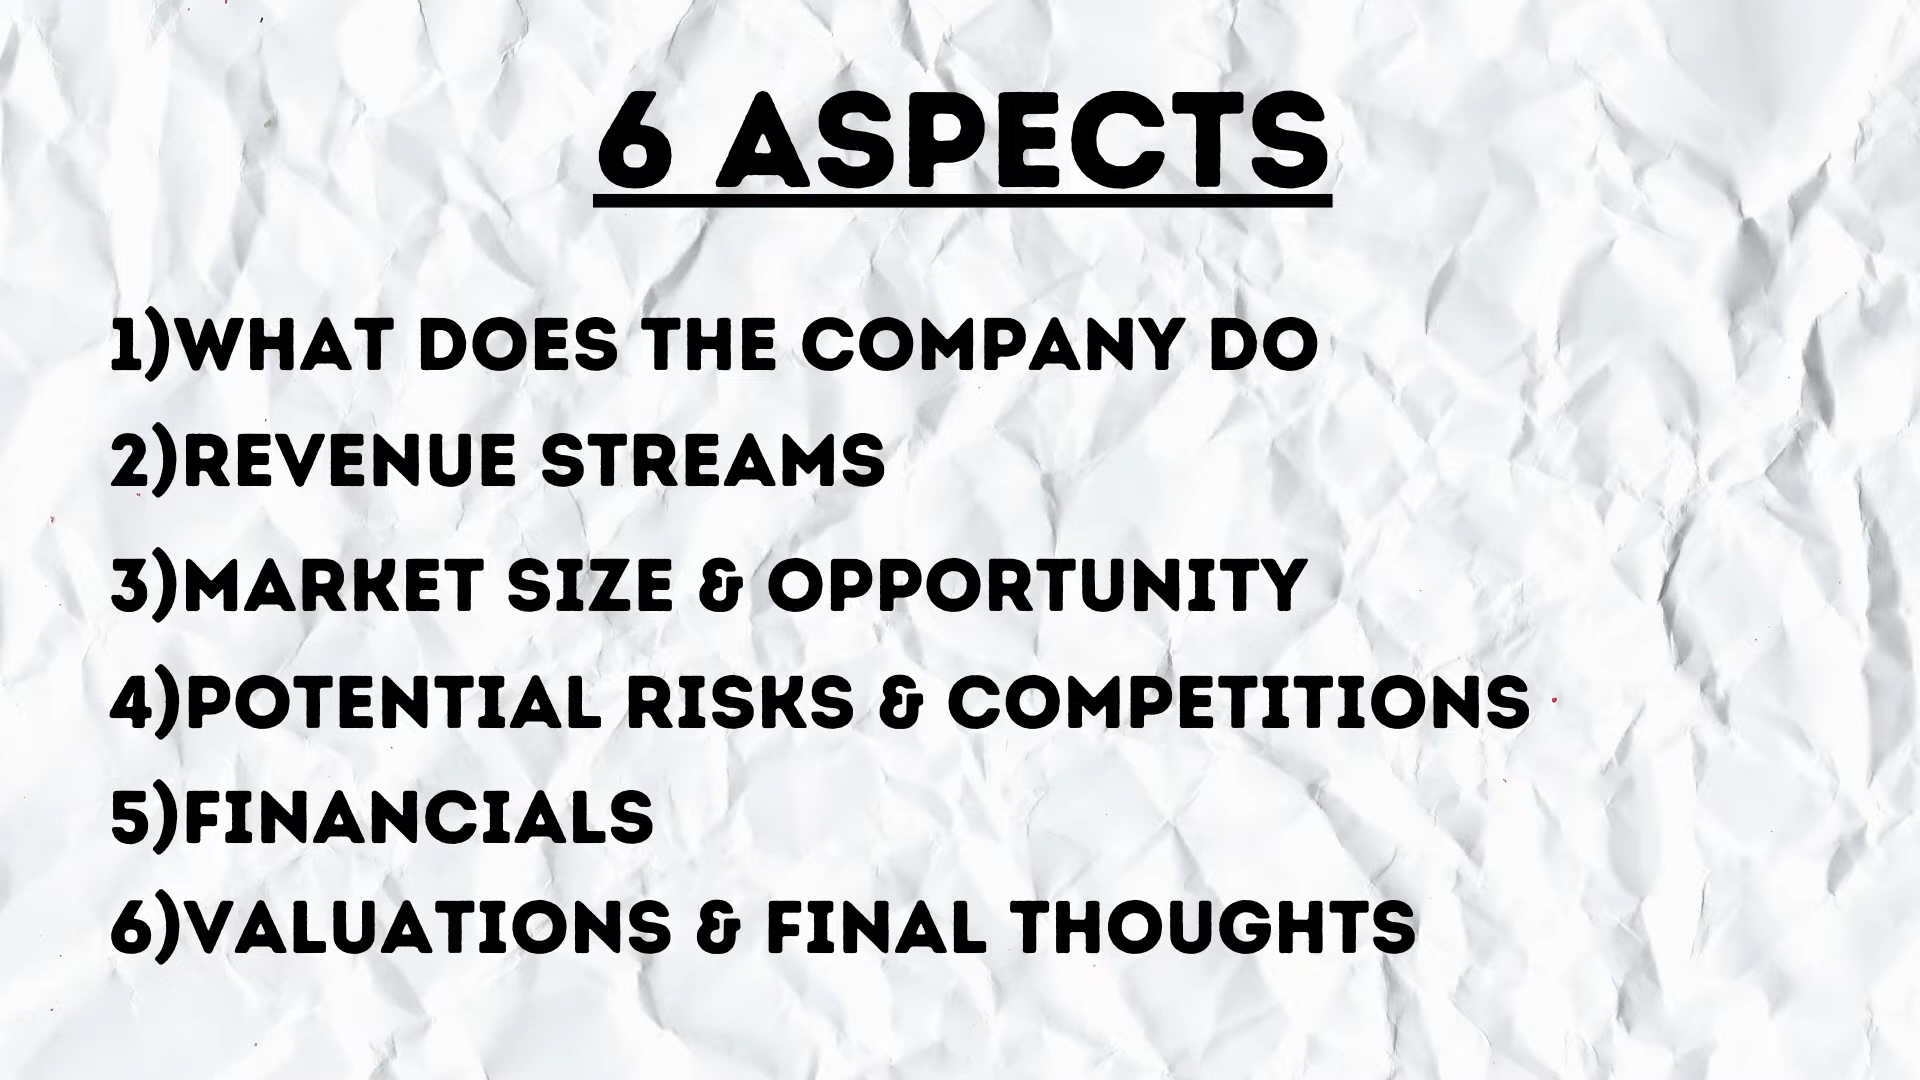 6 ASPECTS
1)WHAT DOES THE COMPANY DO
2)REVENUE STREAMS
3)MARKET SIZE & OPPORTUNITY
4)POTENTIAL RISKS & COMPETITIONS
5)FINANCIALS
6)VALUATIONS & FINAL THOUGHTS